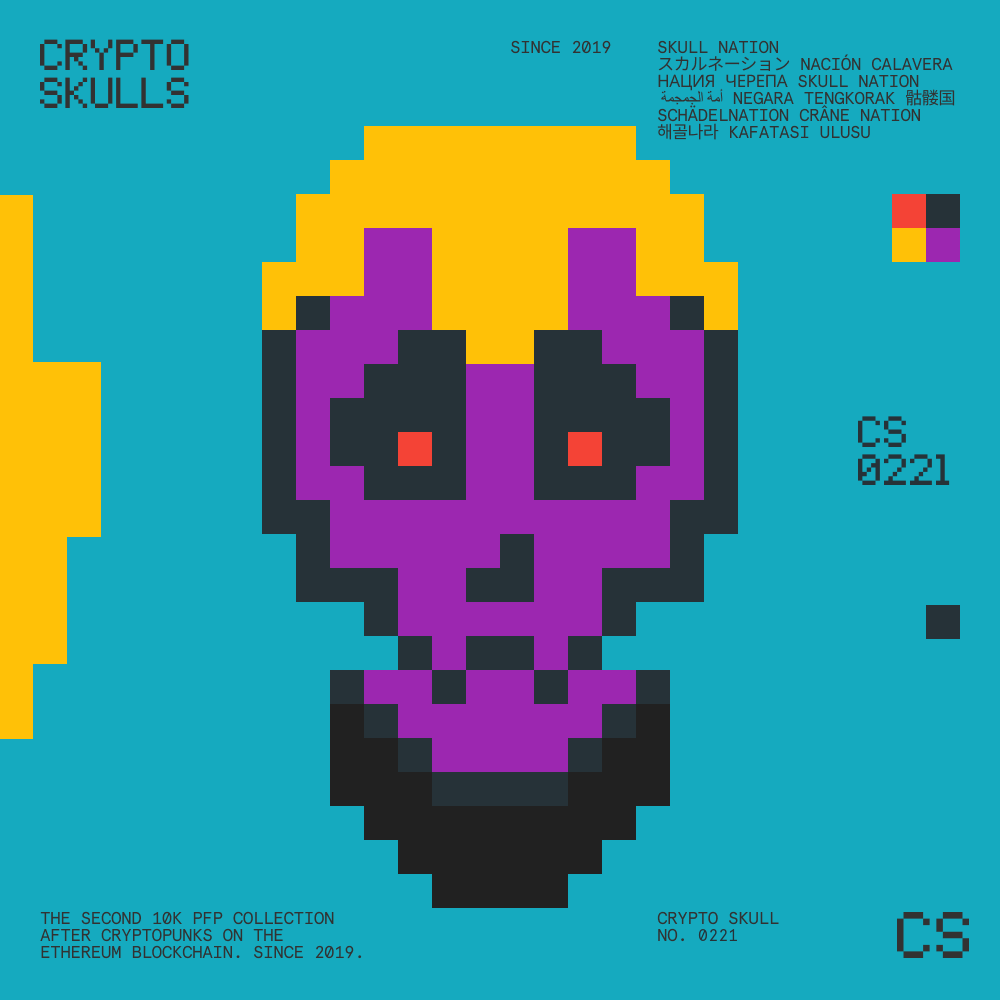 CRYPTO
SKULLS
SINCE 2019
SKULL NATION
スカルネーション NACIÓN CALAVERA
НАЦИЯ ЧЕРЕПА SKULL NATION
أمة الجمجمة NEGARA TENGKORAK 骷髅国
SCHÄDELNATION CRÂNE NATION
해골나라 KAFATASI ULUSU
CS
0221
THE SECOND 10K PFP COLLECTION
AFTER CRYPTOPUNKS ON THE
ETHEREUM BLOCKCHAIN. SINCE 2019.
CRYPTO SKULL
NO. 0221
CS